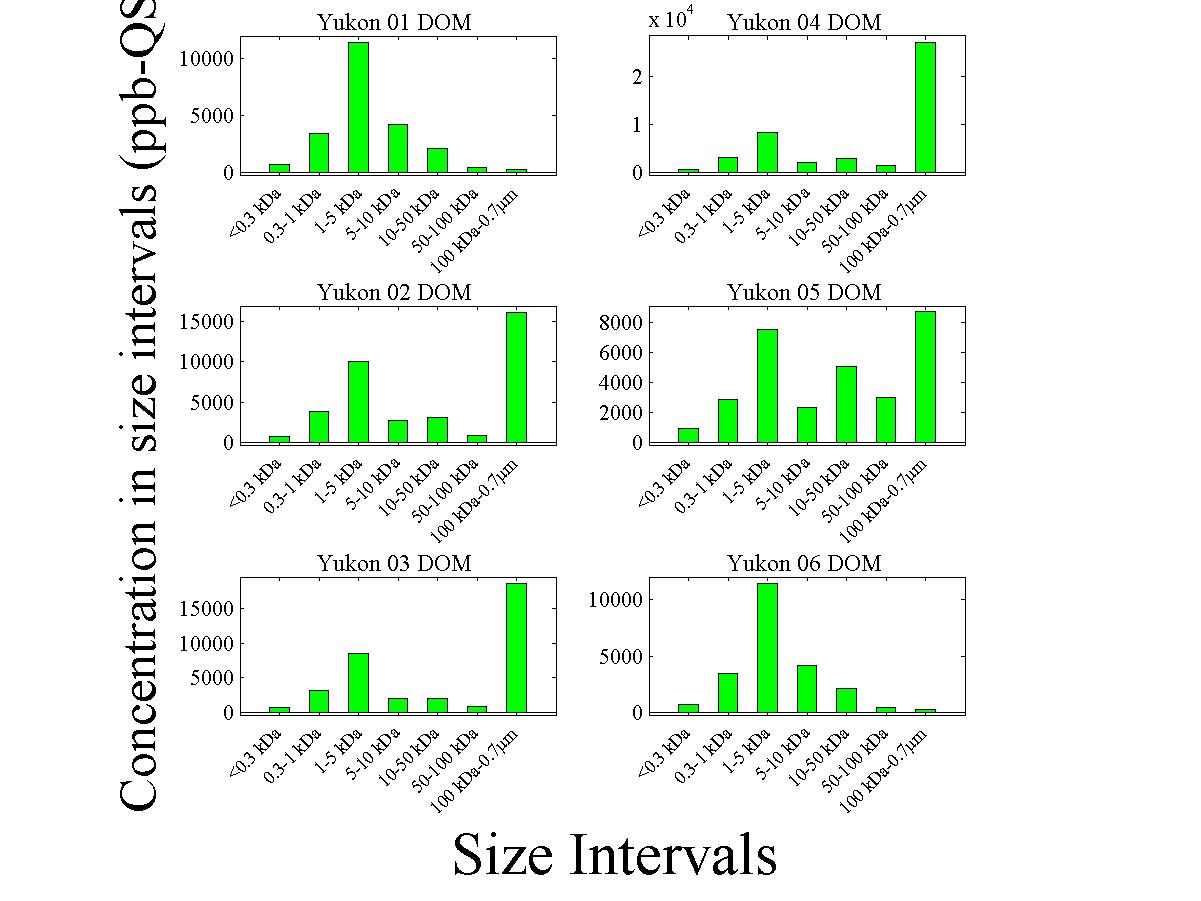 Concentration in size intervals (ppb-QS
Yukon 01 DOM
10000
5000
0
<0.3 kDa
0.3-1 kDa
1-5 kDa
5-10 kDa
10-50 kDa
50-100 kDa
100 kDa-0.7µm
x 10^4
Yukon 04 DOM
2
1
0
<0.3 kDa
0.3-1 kDa
1-5 kDa
5-10 kDa
10-50 kDa
50-100 kDa
100 kDa-0.7µm
Yukon 02 DOM
15000
10000
5000
0
<0.3 kDa
0.3-1 kDa
1-5 kDa
5-10 kDa
10-50 kDa
50-100 kDa
100 kDa-0.7µm
Yukon 05 DOM
8000
6000
4000
2000
0
<0.3 kDa
0.3-1 kDa
1-5 kDa
5-10 kDa
10-50 kDa
50-100 kDa
100 kDa-0.7µm
Yukon 03 DOM
15000
10000
5000
0
<0.3 kDa
0.3-1 kDa
1-5 kDa
5-10 kDa
10-50 kDa
50-100 kDa
100 kDa-0.7µm
Yukon 06 DOM
10000
5000
0
<0.3 kDa
0.3-1 kDa
1-5 kDa
5-10 kDa
10-50 kDa
50-100 kDa
100 kDa-0.7µm
Size Intervals